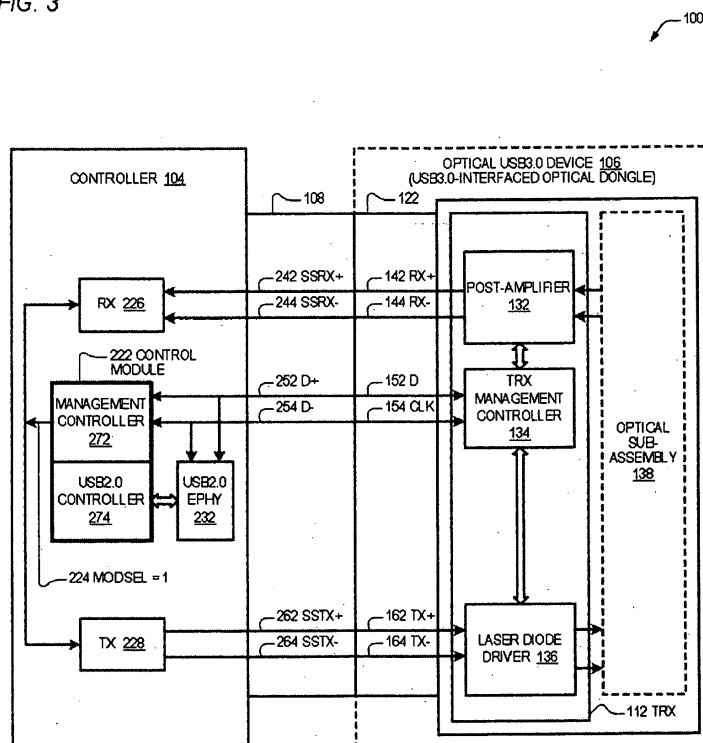 FIG. 3
100
CONTROLLER 104
OPTICAL USB3.0 DEVICE 106
(USB3.0-INTERFACED OPTICAL DONGLE)
108
122
RX 226
242 SSRX+
142 RX+
244 SSRX-
144 RX-
POST-AMPLIFIER
132
222 CONTROL
MODULE
MANAGEMENT
CONTROLLER
272
252 D+
152 D
254 D-
154 CLK
TRX
MANAGEMENT
CONTROLLER
134
OPTICAL
SUB-
ASSEMBLY
138
USB2.0
CONTROLLER
274
USB2.0
EPHY
232
224 MODSEL = 1
TX 228
262 SSTX+
162 TX+
264 SSTX-
164 TX-
LASER DIODE
DRIVER 136
112 TRX